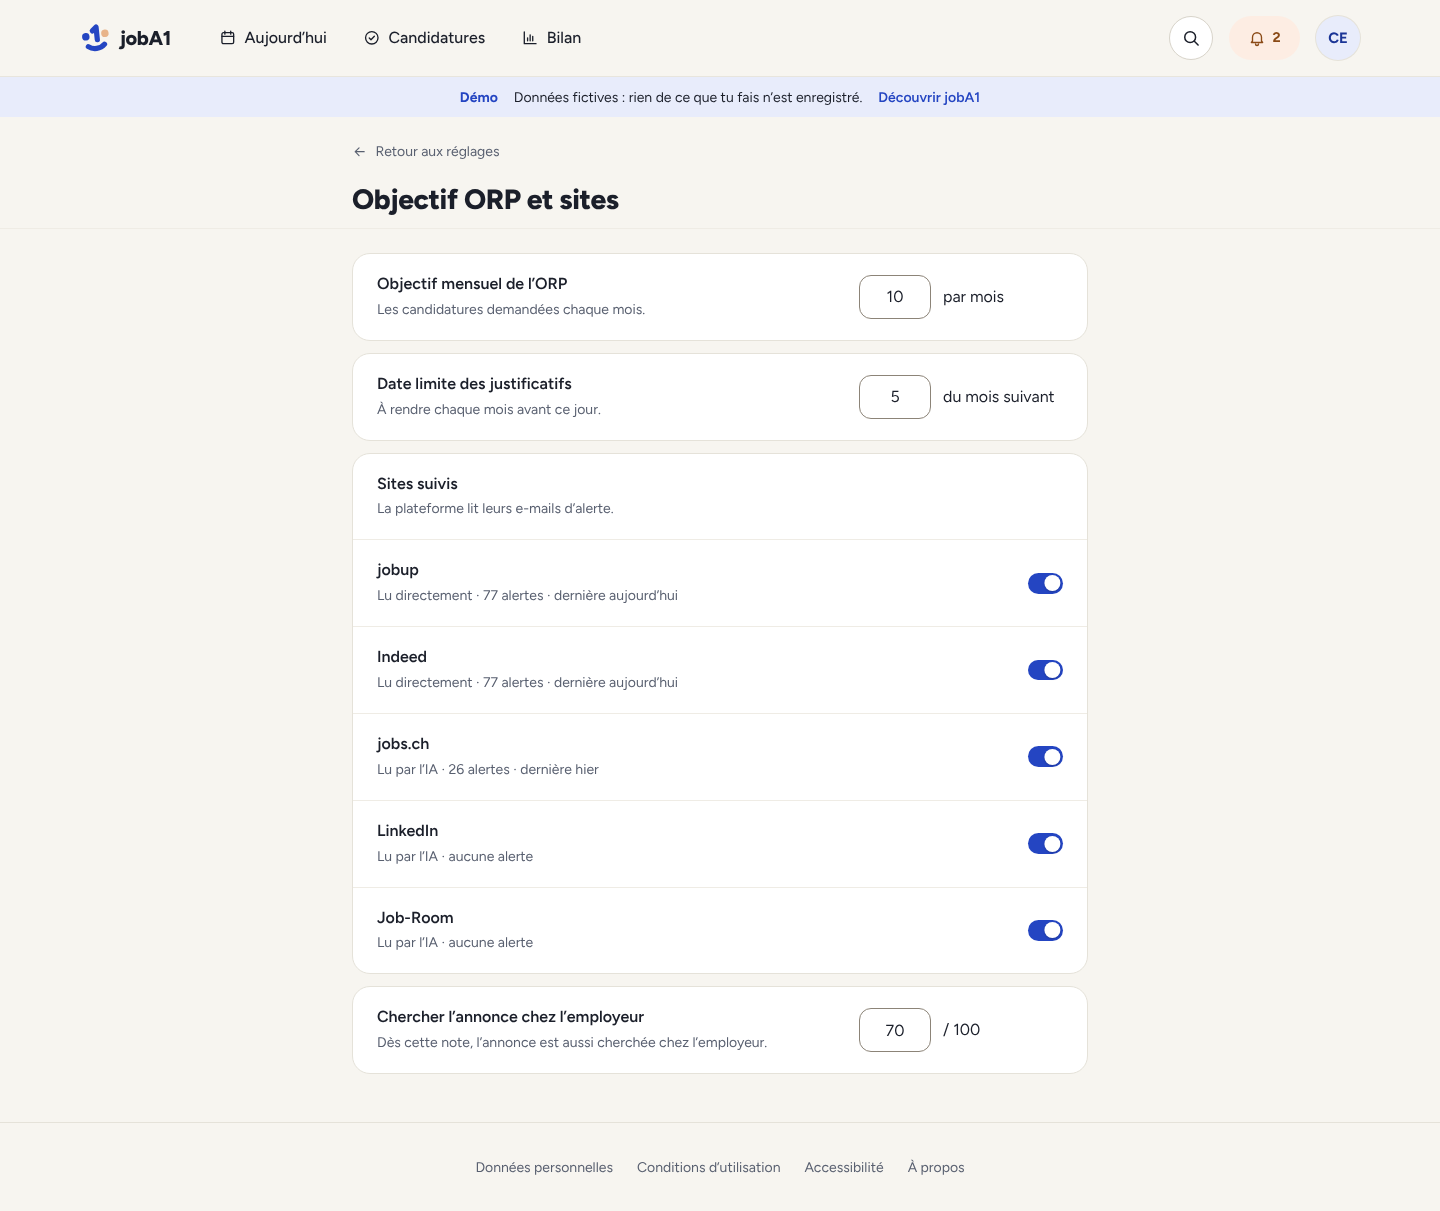 jobA1 Aujourd’hui Candidatures Bilan 2 CE
Démo Données fictives : rien de ce que tu fais n’est enregistré. Découvrir jobA1
← Retour aux réglages
Objectif ORP et sites
Objectif mensuel de l’ORP
Les candidatures demandées chaque mois.
10 par mois
Date limite des justificatifs
À rendre chaque mois avant ce jour.
5 du mois suivant
Sites suivis
La plateforme lit leurs e-mails d’alerte.
jobup
Lu directement · 77 alertes · dernière aujourd’hui
Indeed
Lu directement · 77 alertes · dernière aujourd’hui
jobs.ch
Lu par l’IA · 26 alertes · dernière hier
LinkedIn
Lu par l’IA · aucune alerte
Job-Room
Lu par l’IA · aucune alerte
Chercher l’annonce chez l’employeur
Dès cette note, l’annonce est aussi cherchée chez l’employeur.
70 / 100
Données personnelles Conditions d’utilisation Accessibilité À propos